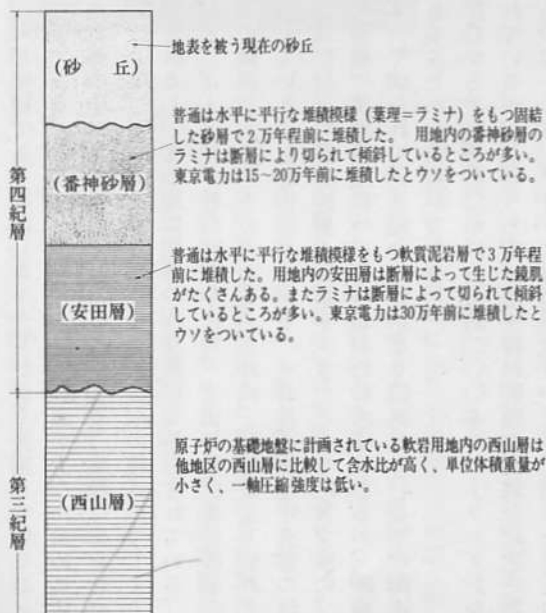 地表を被う現在の砂丘
(砂　丘)
普通は水平に平行な堆積模様（葉理＝ラミナ）をもつ固結
した砂層で2万年程前に堆積した。 用地内の番神砂層の
ラミナは断層により切られて傾斜しているところが多い。
東京電力は15～20万年前に堆積したとウソをついている。
(番神砂層)
第四紀層
普通は水平に平行な堆積模様をもつ軟質泥岩層で3万年程
前に堆積した。用地内の安田層は断層によって生じた鏡肌
がたくさんある。またラミナは断層によって切られて傾斜
しているところが多い。東京電力は30万年前に堆積したと
ウソをついている。
(安田層)
原子炉の基礎地盤に計画されている軟岩用地内の西山層は
他地区の西山層に比較して含水比が高く、単位体積重量が
小さく、一軸圧縮強度は低い。
(西山層)
第三紀層